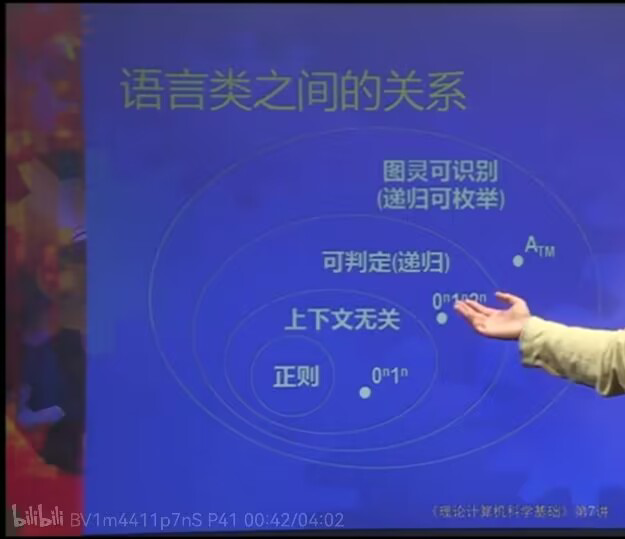 语言类之间的关系
图灵可识别
(递归可枚举)
A_TM
可判定(递归)
0ⁿ1ⁿ2ⁿ
上下文无关
正则
0ⁿ1ⁿ
《理论计算机科学基础》第7讲
bilibili BV1m4411p7nS P41 00:42/04:02